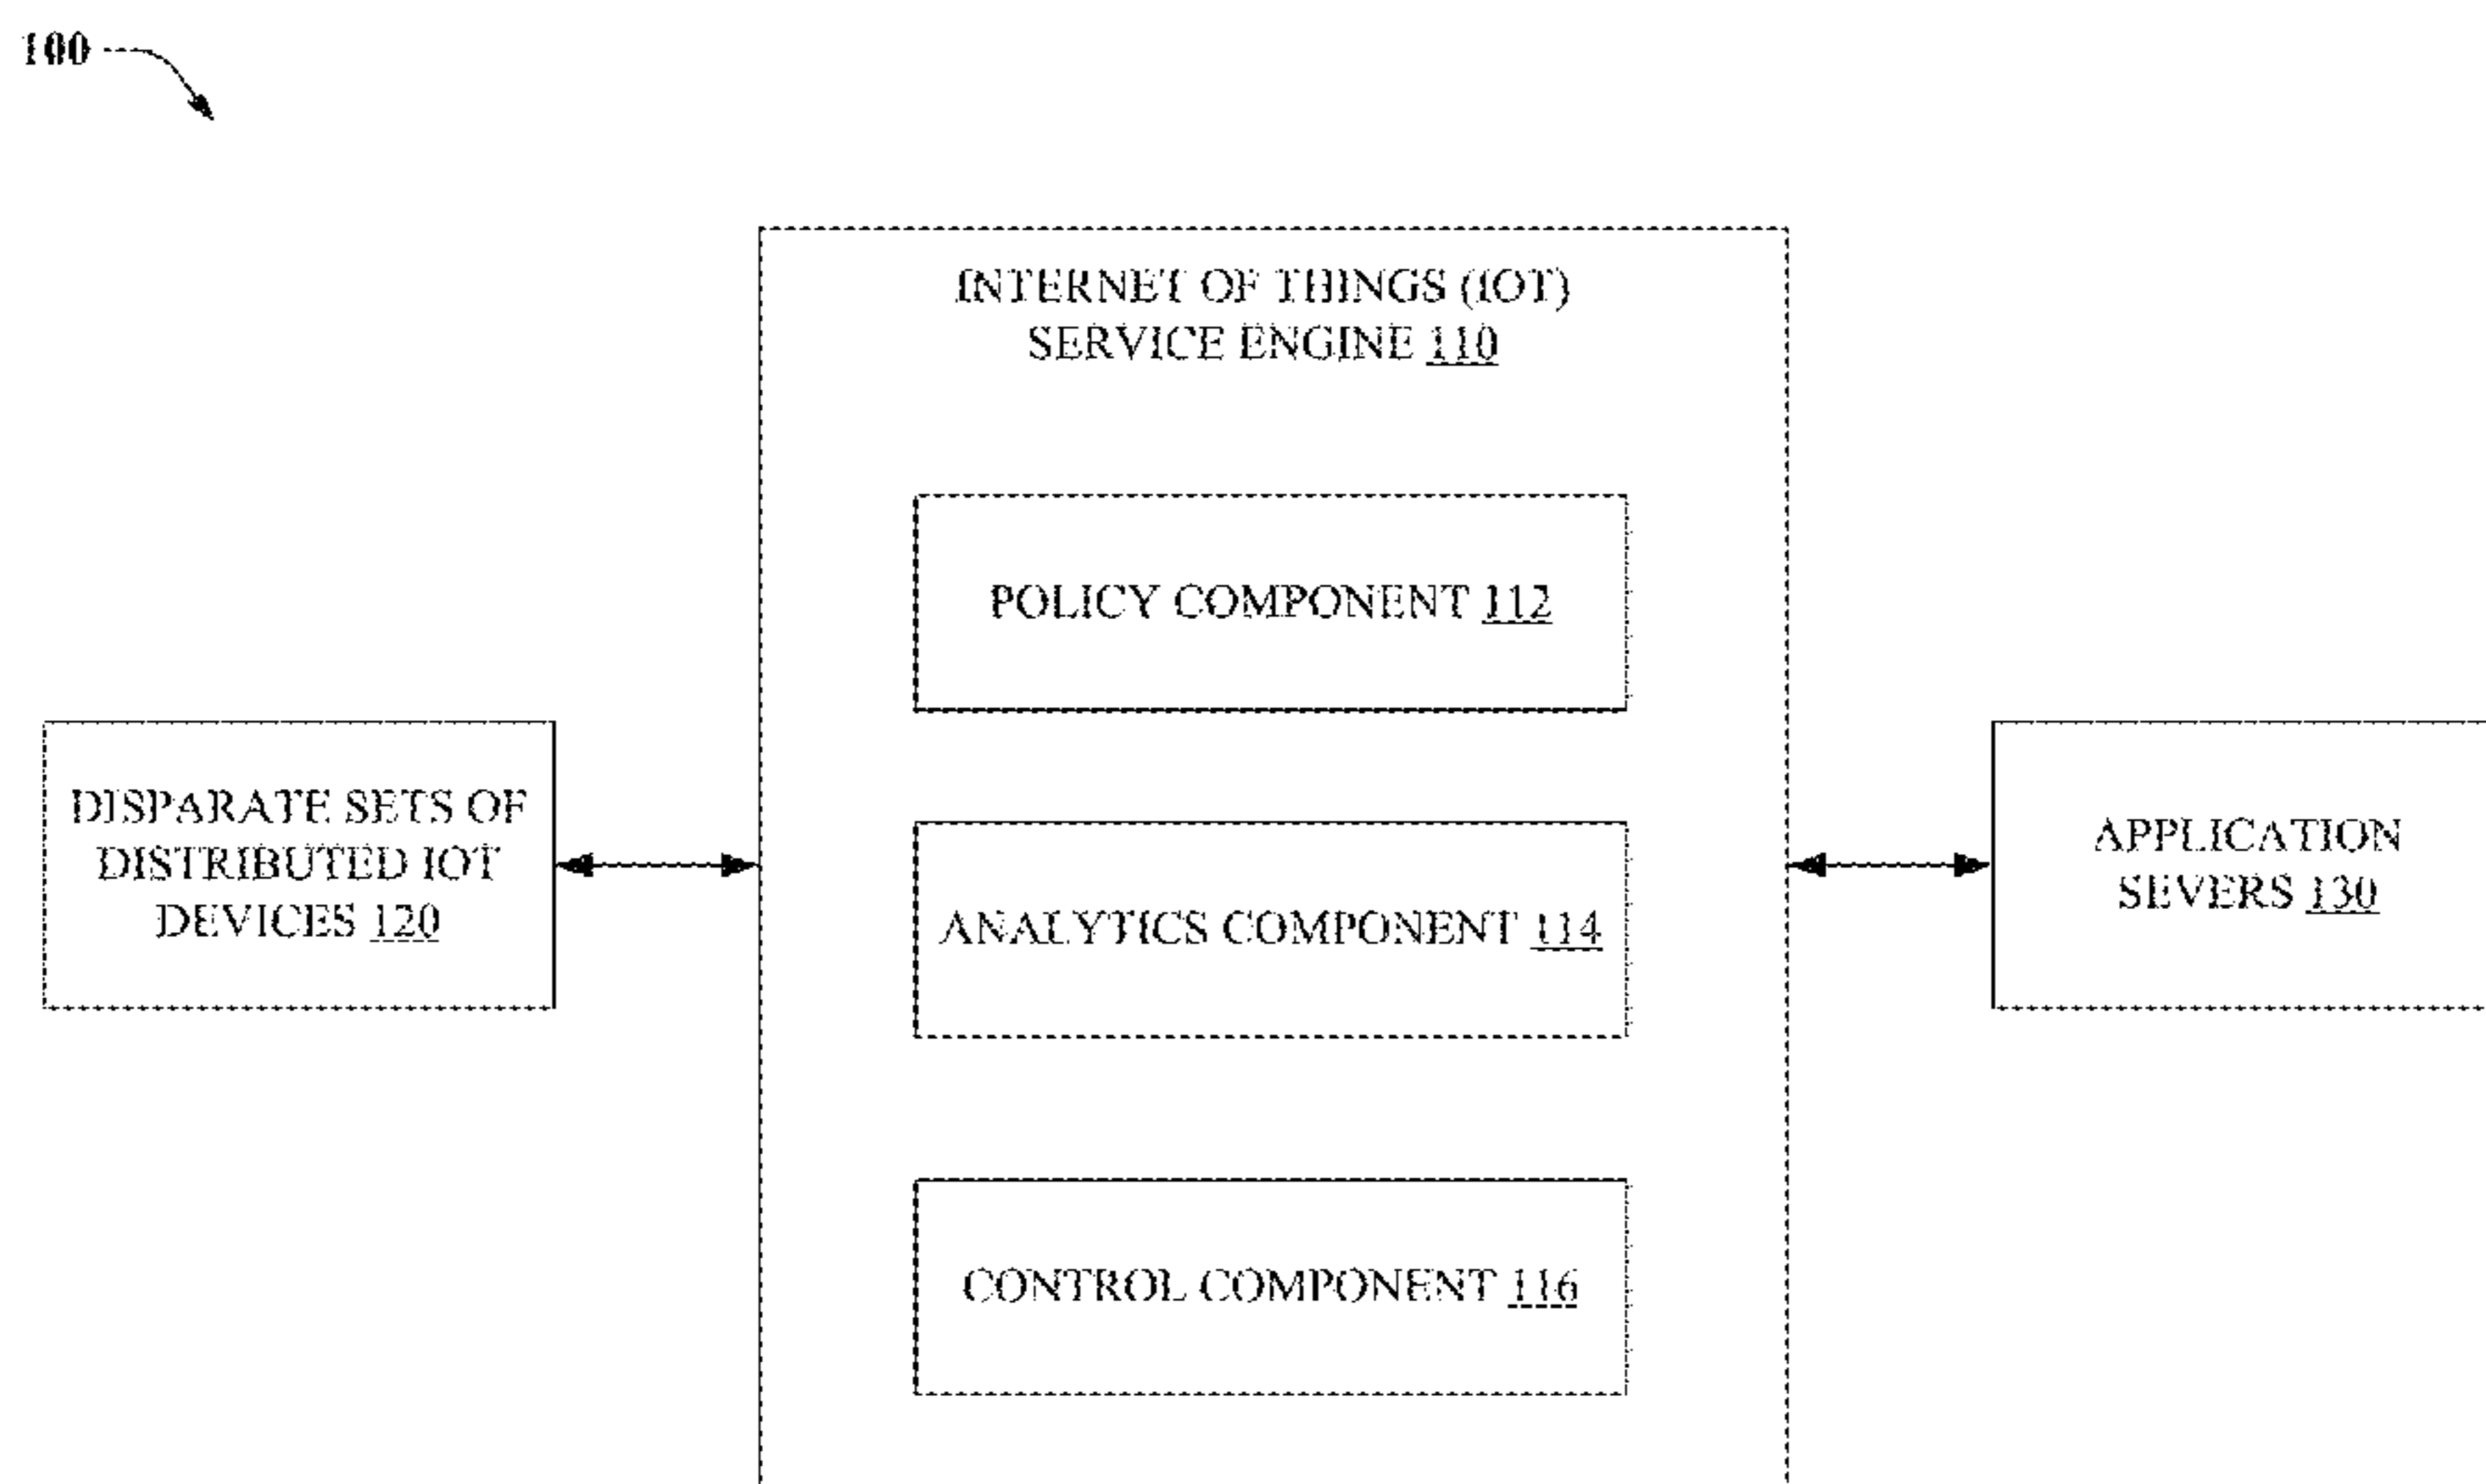 100
INTERNET OF THINGS (IOT)
SERVICE ENGINE 110
POLICY COMPONENT 112
DISPARATE SETS OF
DISTRIBUTED IOT
DEVICES 120
ANALYTICS COMPONENT 114
APPLICATION
SEVERS 130
CONTROL COMPONENT 116